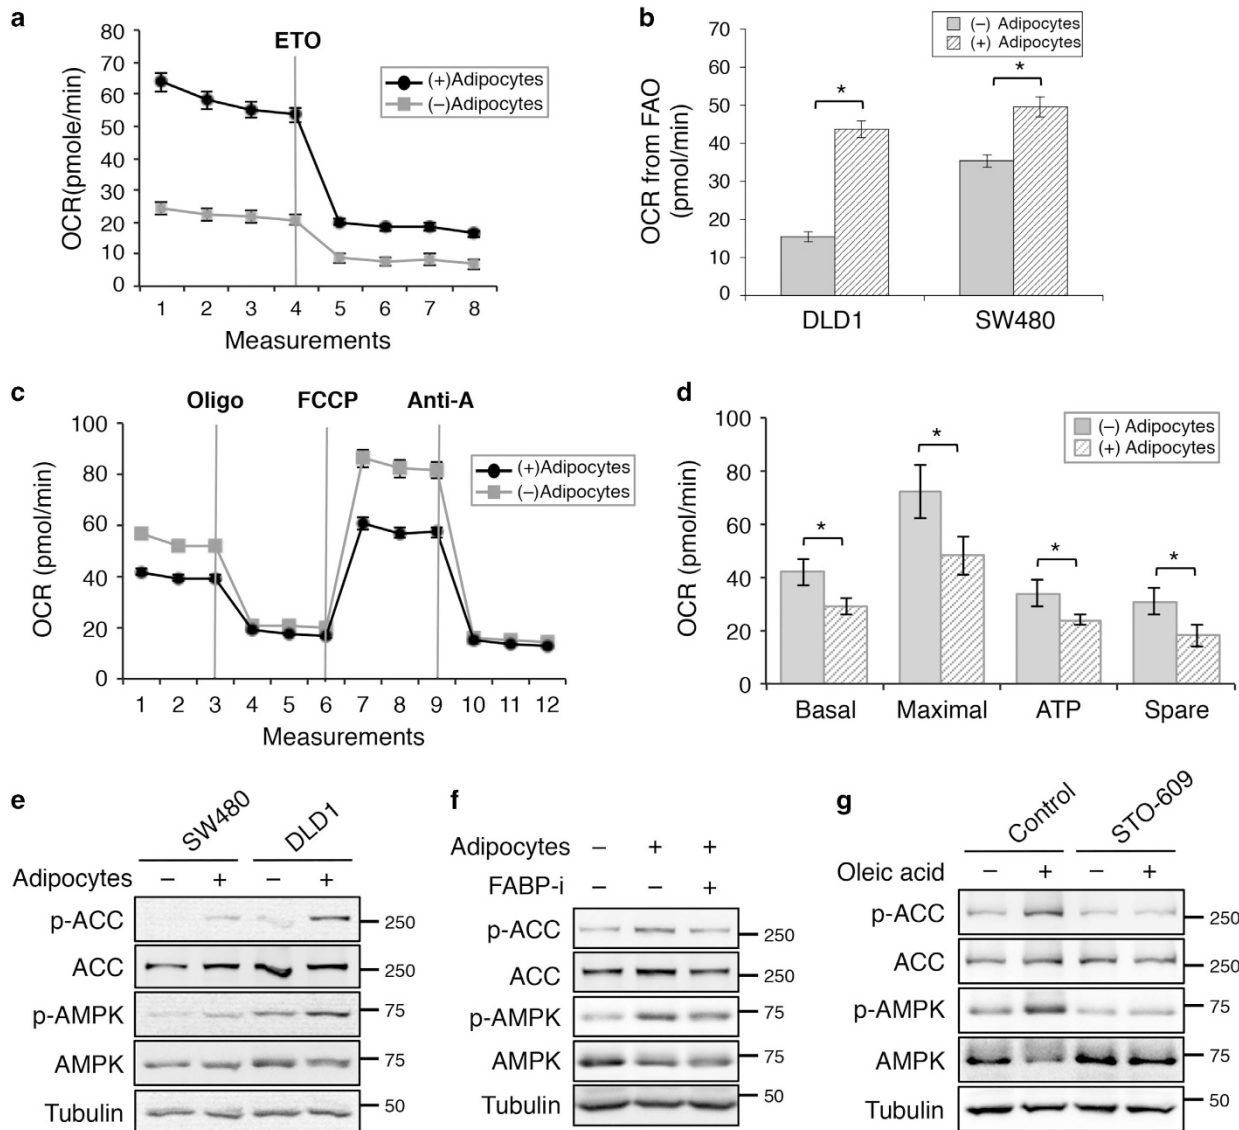 a
ETO
OCR(pmole/min)
80
70
60
50
40
30
20
10
0
1 2 3 4 5 6 7 8
Measurements
(+)Adipocytes
(−)Adipocytes
b
OCR from FAO
(pmol/min)
70
60
50
40
30
20
10
0
(−) Adipocytes
(+) Adipocytes
* *
DLD1 SW480
c
Oligo FCCP Anti-A
OCR (pmol/min)
100
80
60
40
20
0
1 2 3 4 5 6 7 8 9 10 11 12
Measurements
(+)Adipocytes
(−)Adipocytes
d
OCR (pmol/min)
100
80
60
40
20
0
(−) Adipocytes
(+) Adipocytes
* * * *
Basal Maximal ATP Spare
e
SW480 DLD1
Adipocytes − + − +
p-ACC 250
ACC 250
p-AMPK 75
AMPK 75
Tubulin 50
f
Adipocytes − + +
FABP-i − − +
p-ACC 250
ACC 250
p-AMPK 75
AMPK 75
Tubulin 50
g
Control STO-609
Oleic acid − + − +
p-ACC 250
ACC 250
p-AMPK 75
AMPK 75
Tubulin 50